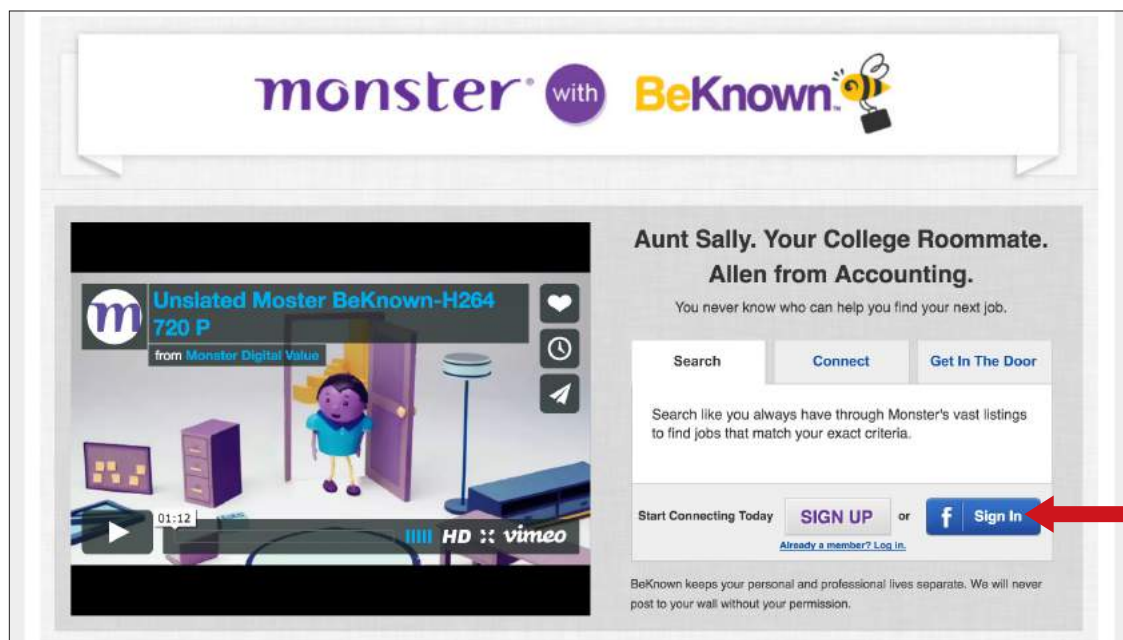 monster® with BeKnown™
Unslated Moster BeKnown-H264
720 P
from Monster Digital Value
01:12
HD vimeo
Aunt Sally. Your College Roommate.
Allen from Accounting.
You never know who can help you find your next job.
Search Connect Get In The Door
Search like you always have through Monster's vast listings
to find jobs that match your exact criteria.
Start Connecting Today SIGN UP or f Sign In
Already a member? Log in.
BeKnown keeps your personal and professional lives separate. We will never
post to your wall without your permission.